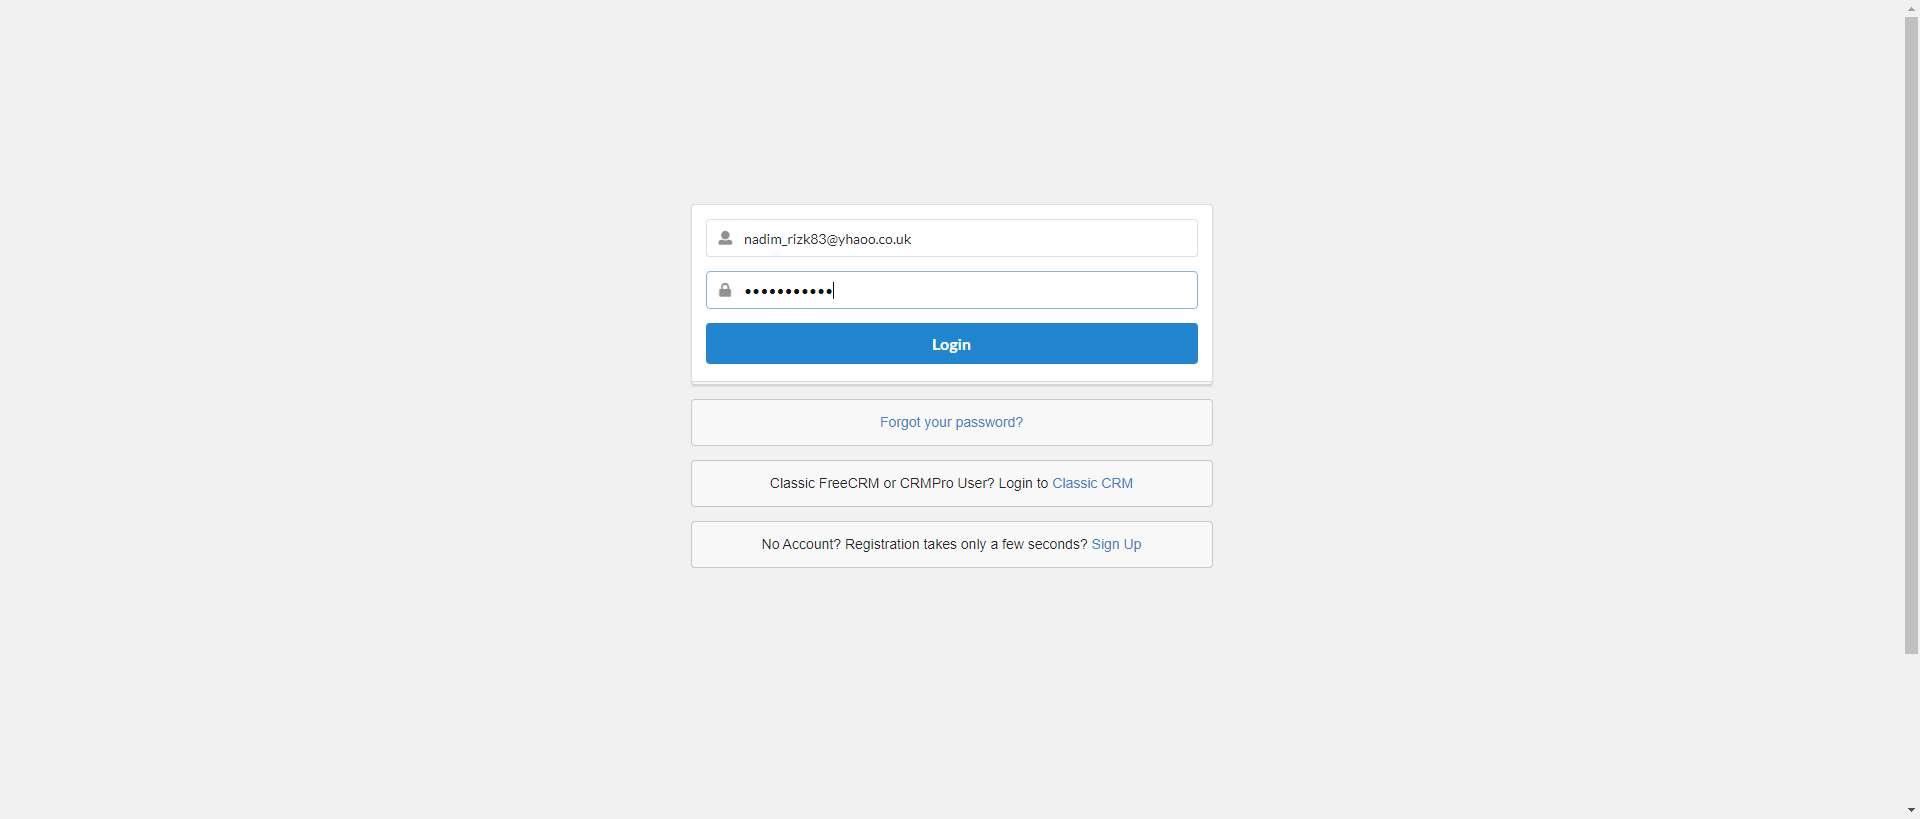 nadim_rizk83@yhaoo.co.uk
•••••••••••
Login
Forgot your password?
Classic FreeCRM or CRMPro User? Login to Classic CRM
No Account? Registration takes only a few seconds? Sign Up